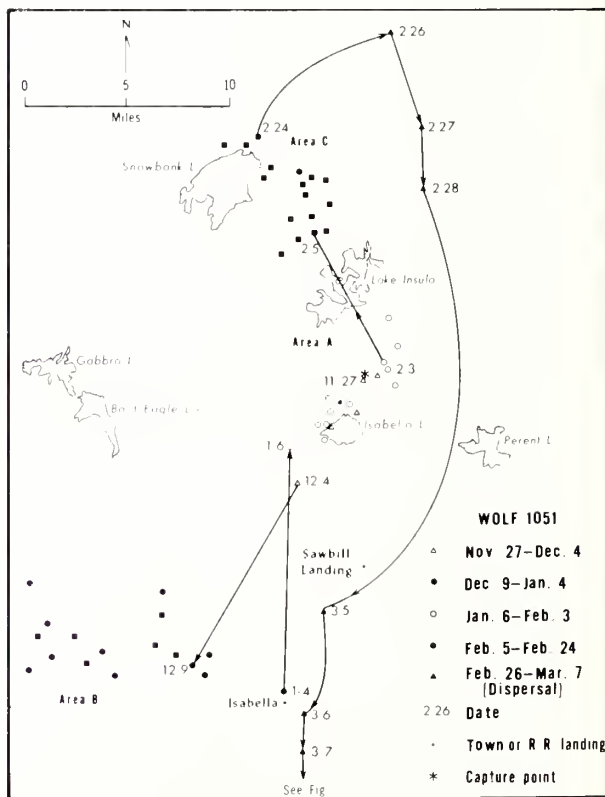 N
0 5 10
Miles
2 26
2 27
2 28
2 24
Area C
Snowbank L
2 5
Lake Insula
Area A
2 3
11 27
Isabella L
Gabbro L
Perent L
1 6
12 4
Sawbill
Landing
3 5
12 9
Area B
1 4
Isabella
3 6
3 7
See Fig
WOLF 1051
Nov 27–Dec. 4
Dec 9–Jan. 4
Jan. 6–Feb. 3
Feb. 5–Feb. 24
Feb. 26–Mar. 7
(Dispersal)
2 26 Date
Town or R R landing
Capture point